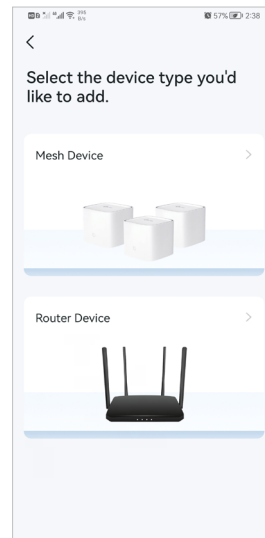 57% 2:38
Select the device type you'd
like to add.
Mesh Device
Router Device